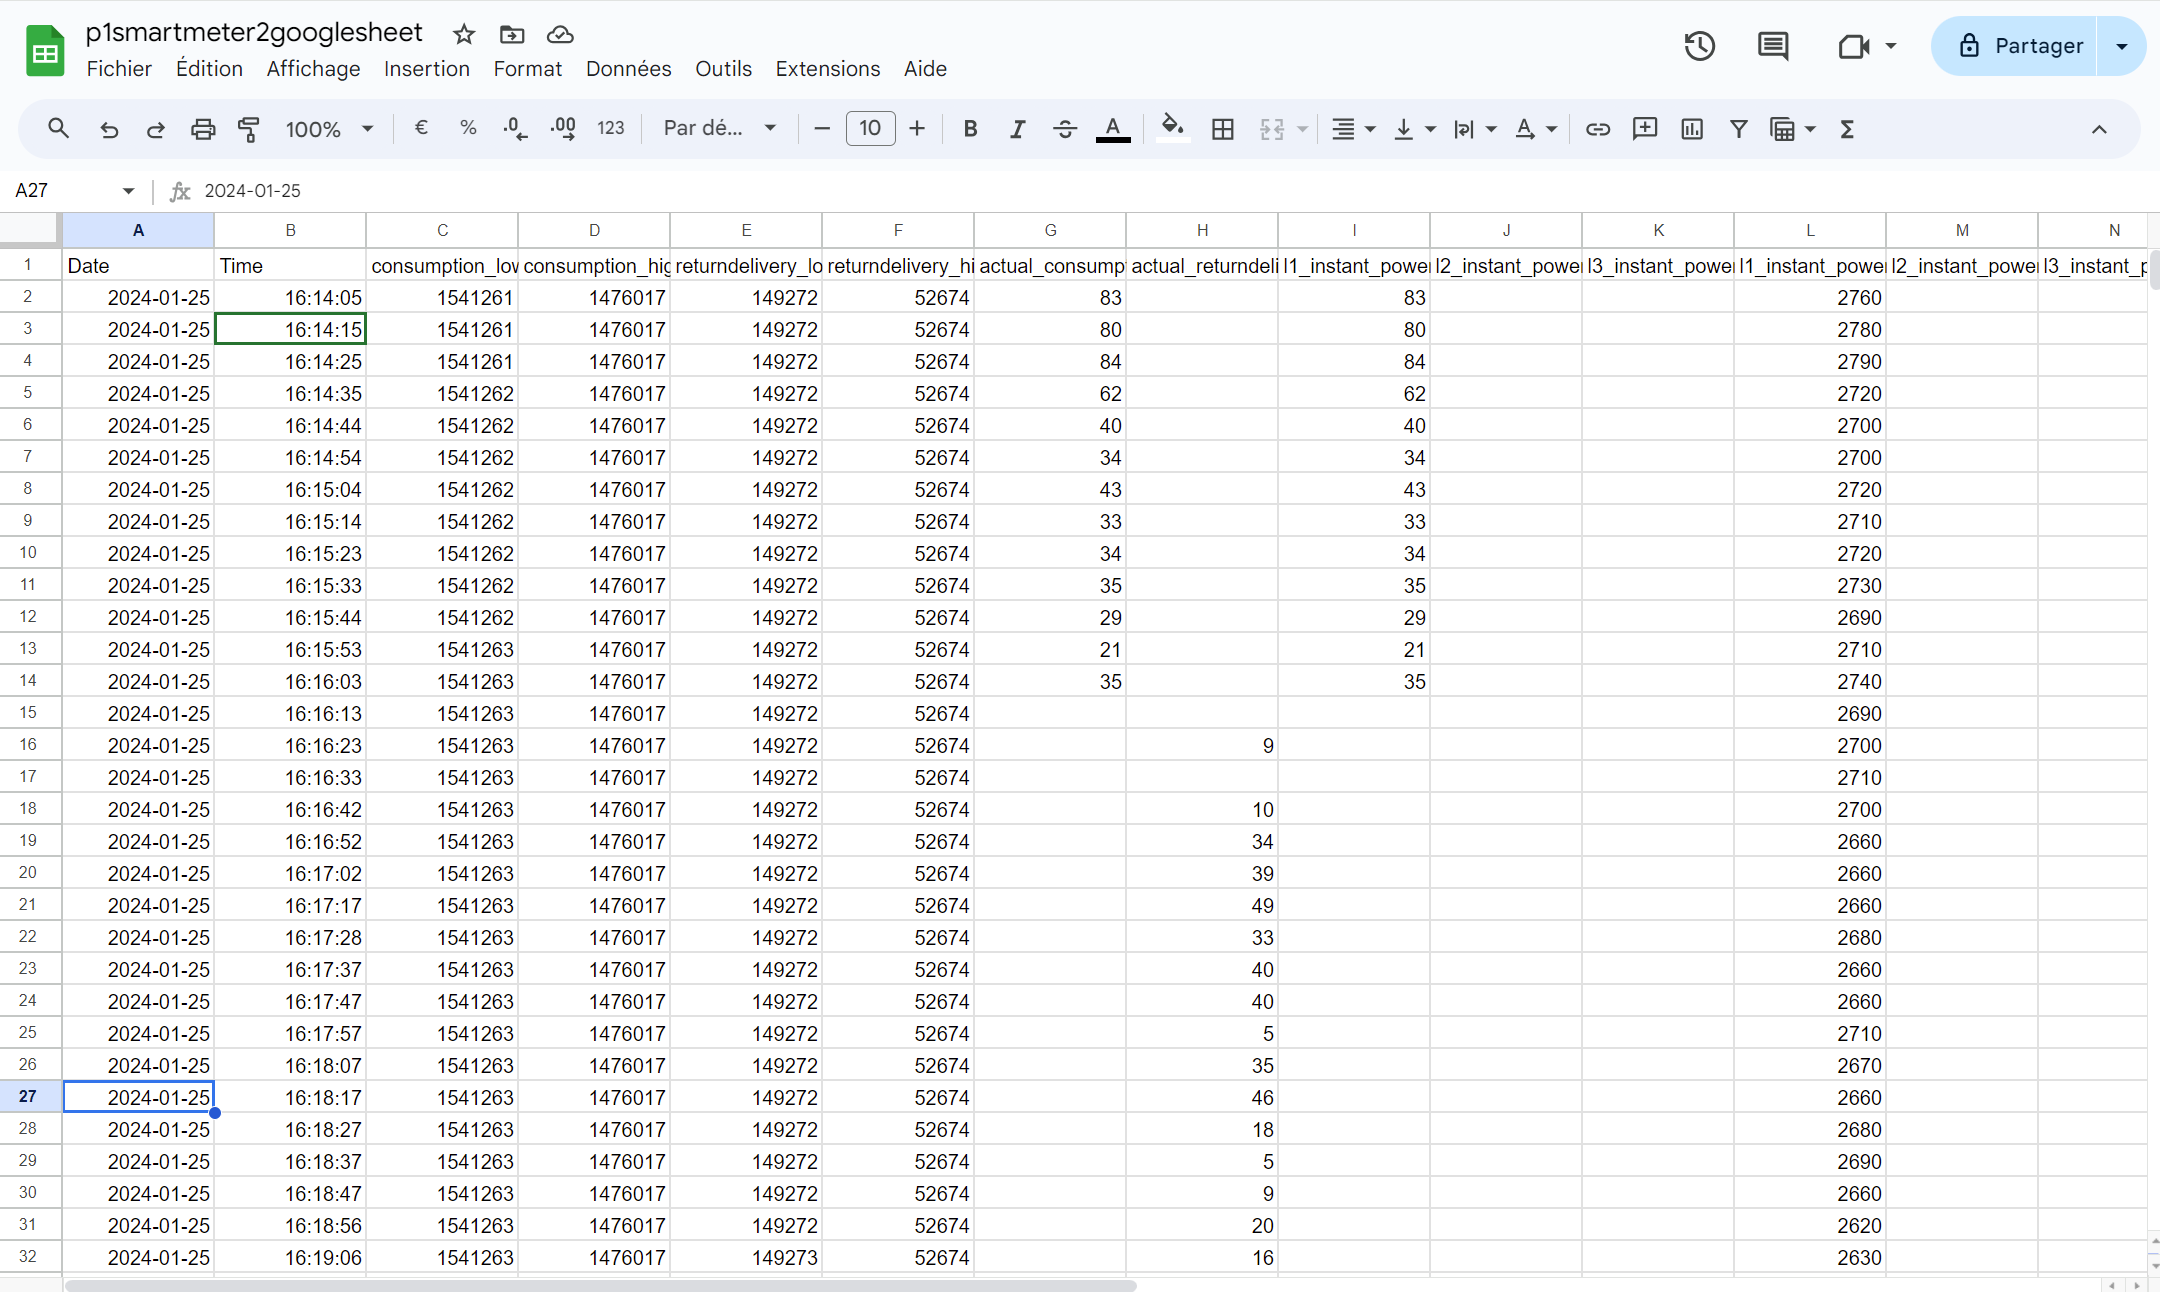 p1smartmeter2googlesheet
Fichier Édition Affichage Insertion Format Données Outils Extensions Aide
Partager
100% € % .0 .00 123 Par dé... 10 B I A A Σ
A27 fx 2024-01-25
A B C D E F G H I J K L M N
1 Date Time consumption_low consumption_hig returndelivery_lo returndelivery_hi actual_consump actual_returndeli l1_instant_power l2_instant_power l3_instant_power l1_instant_power l2_instant_power l3_instant_p
2 2024-01-25 16:14:05 1541261 1476017 149272 52674 83 83 2760
3 2024-01-25 16:14:15 1541261 1476017 149272 52674 80 80 2780
4 2024-01-25 16:14:25 1541261 1476017 149272 52674 84 84 2790
5 2024-01-25 16:14:35 1541262 1476017 149272 52674 62 62 2720
6 2024-01-25 16:14:44 1541262 1476017 149272 52674 40 40 2700
7 2024-01-25 16:14:54 1541262 1476017 149272 52674 34 34 2700
8 2024-01-25 16:15:04 1541262 1476017 149272 52674 43 43 2720
9 2024-01-25 16:15:14 1541262 1476017 149272 52674 33 33 2710
10 2024-01-25 16:15:23 1541262 1476017 149272 52674 34 34 2720
11 2024-01-25 16:15:33 1541262 1476017 149272 52674 35 35 2730
12 2024-01-25 16:15:44 1541262 1476017 149272 52674 29 29 2690
13 2024-01-25 16:15:53 1541263 1476017 149272 52674 21 21 2710
14 2024-01-25 16:16:03 1541263 1476017 149272 52674 35 35 2740
15 2024-01-25 16:16:13 1541263 1476017 149272 52674 2690
16 2024-01-25 16:16:23 1541263 1476017 149272 52674 9 2700
17 2024-01-25 16:16:33 1541263 1476017 149272 52674 2710
18 2024-01-25 16:16:42 1541263 1476017 149272 52674 10 2700
19 2024-01-25 16:16:52 1541263 1476017 149272 52674 34 2660
20 2024-01-25 16:17:02 1541263 1476017 149272 52674 39 2660
21 2024-01-25 16:17:17 1541263 1476017 149272 52674 49 2660
22 2024-01-25 16:17:28 1541263 1476017 149272 52674 33 2680
23 2024-01-25 16:17:37 1541263 1476017 149272 52674 40 2660
24 2024-01-25 16:17:47 1541263 1476017 149272 52674 40 2660
25 2024-01-25 16:17:57 1541263 1476017 149272 52674 5 2710
26 2024-01-25 16:18:07 1541263 1476017 149272 52674 35 2670
27 2024-01-25 16:18:17 1541263 1476017 149272 52674 46 2660
28 2024-01-25 16:18:27 1541263 1476017 149272 52674 18 2680
29 2024-01-25 16:18:37 1541263 1476017 149272 52674 5 2690
30 2024-01-25 16:18:47 1541263 1476017 149272 52674 9 2660
31 2024-01-25 16:18:56 1541263 1476017 149272 52674 20 2620
32 2024-01-25 16:19:06 1541263 1476017 149273 52674 16 2630